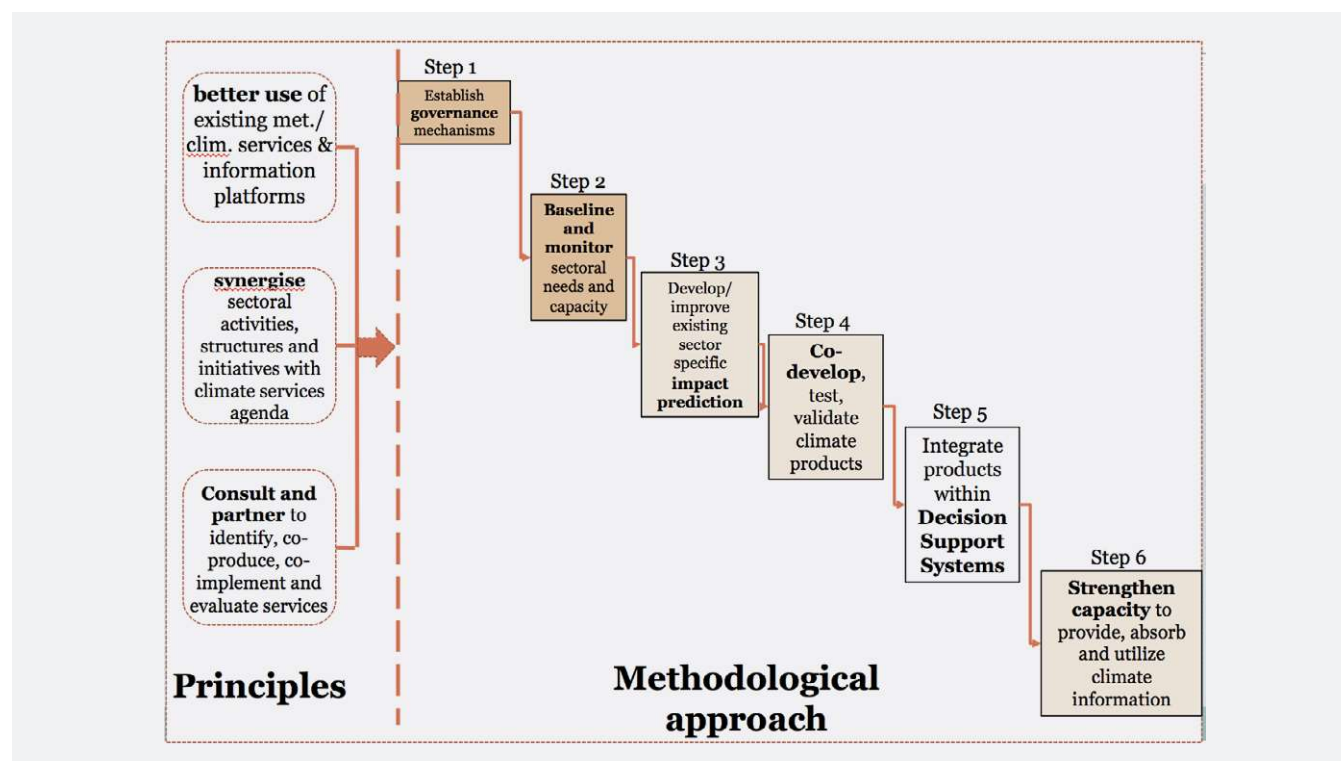 better use of
existing met./
clim. services &
information
platforms
synergise
sectoral
activities,
structures and
initiatives with
climate services
agenda
Consult and
partner to
identify, co-
produce, co-
implement and
evaluate services
Principles
Step 1
Establish
governance
mechanisms
Step 2
Baseline
and
monitor
sectoral
needs and
capacity
Step 3
Develop/
improve
existing
sector
specific
impact
prediction
Step 4
Co-
develop,
test,
validate
climate
products
Step 5
Integrate
products
within
Decision
Support
Systems
Step 6
Strengthen
capacity to
provide, absorb
and utilize
climate
information
Methodological
approach